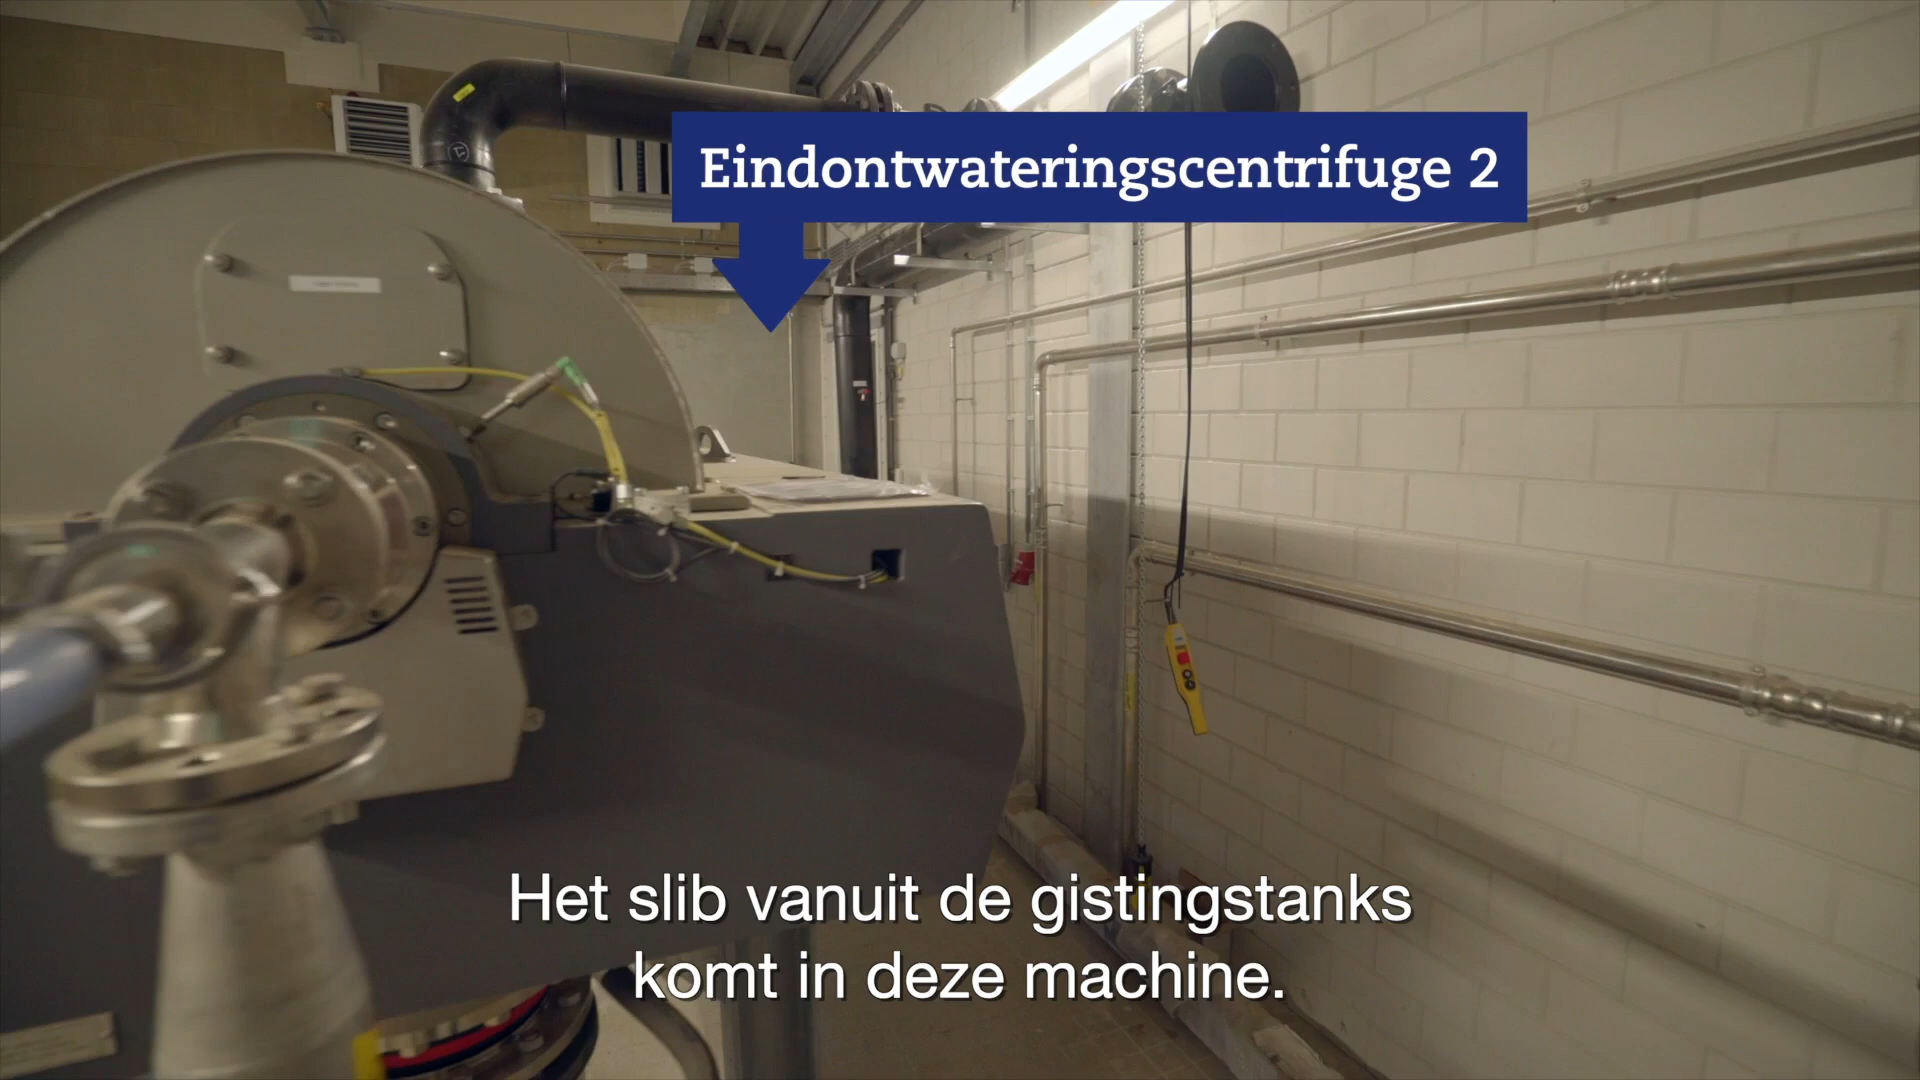 Eindontwateringscentrifuge 2
Het slib vanuit de gistingstanks
komt in deze machine.